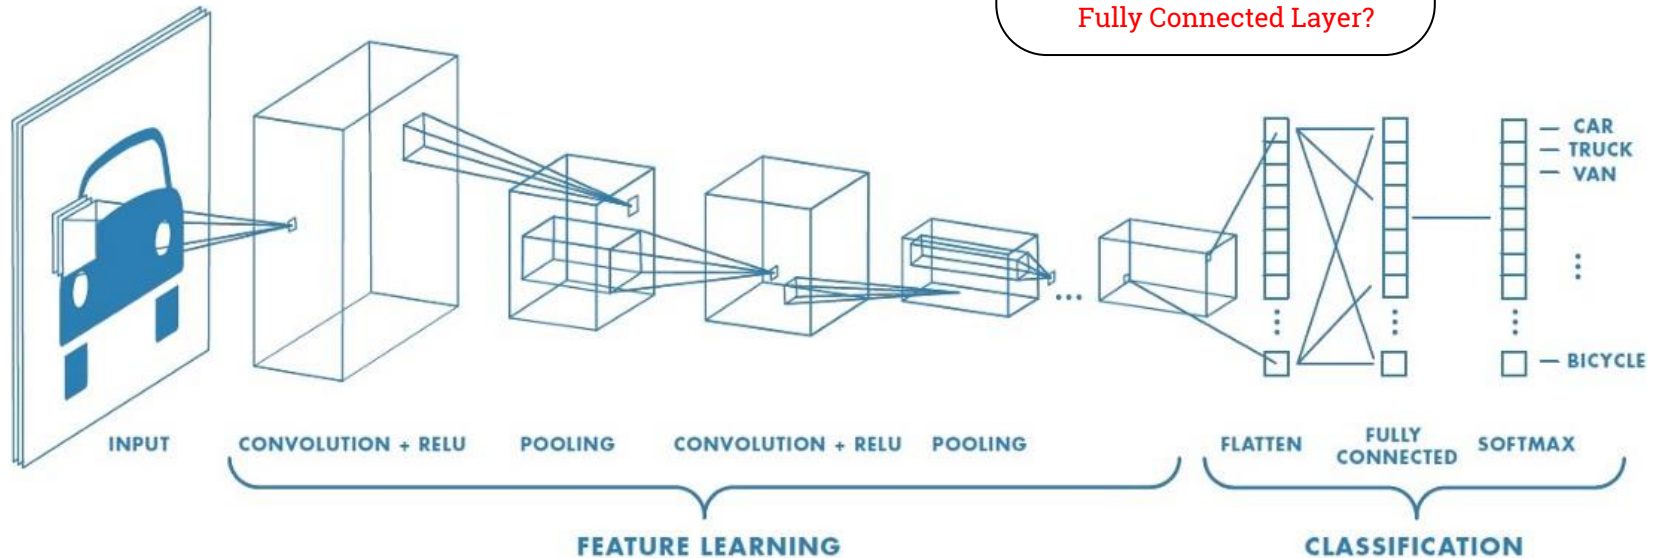 Fully Connected Layer?
CAR
TRUCK
VAN
BICYCLE
INPUT
CONVOLUTION + RELU
POOLING
CONVOLUTION + RELU
POOLING
FLATTEN
FULLY
CONNECTED
SOFTMAX
FEATURE LEARNING
CLASSIFICATION